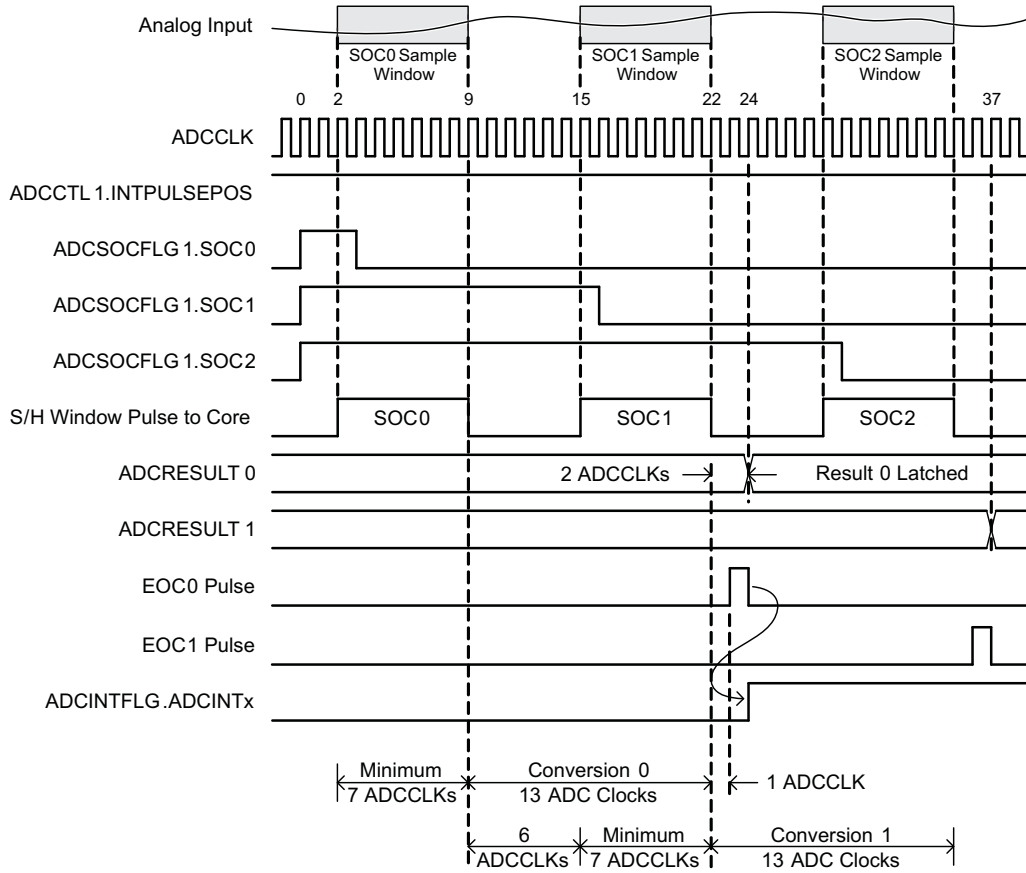 Analog Input
SOC0 Sample
Window
SOC1 Sample
Window
SOC2 Sample
Window
0 2 9 15 22 24 37
ADCCLK
ADCCTL 1.INTPULSEPOS
ADCSOCFLG 1.SOC0
ADCSOCFLG 1.SOC1
ADCSOCFLG 1.SOC2
S/H Window Pulse to Core
SOC0
SOC1
SOC2
ADCRESULT 0
2 ADCCLKs
Result 0 Latched
ADCRESULT 1
EOC0 Pulse
EOC1 Pulse
ADCINTFLG.ADCINTx
Minimum
7 ADCCLKs
Conversion 0
13 ADC Clocks
1 ADCCLK
6
ADCCLKs
Minimum
7 ADCCLKs
Conversion 1
13 ADC Clocks